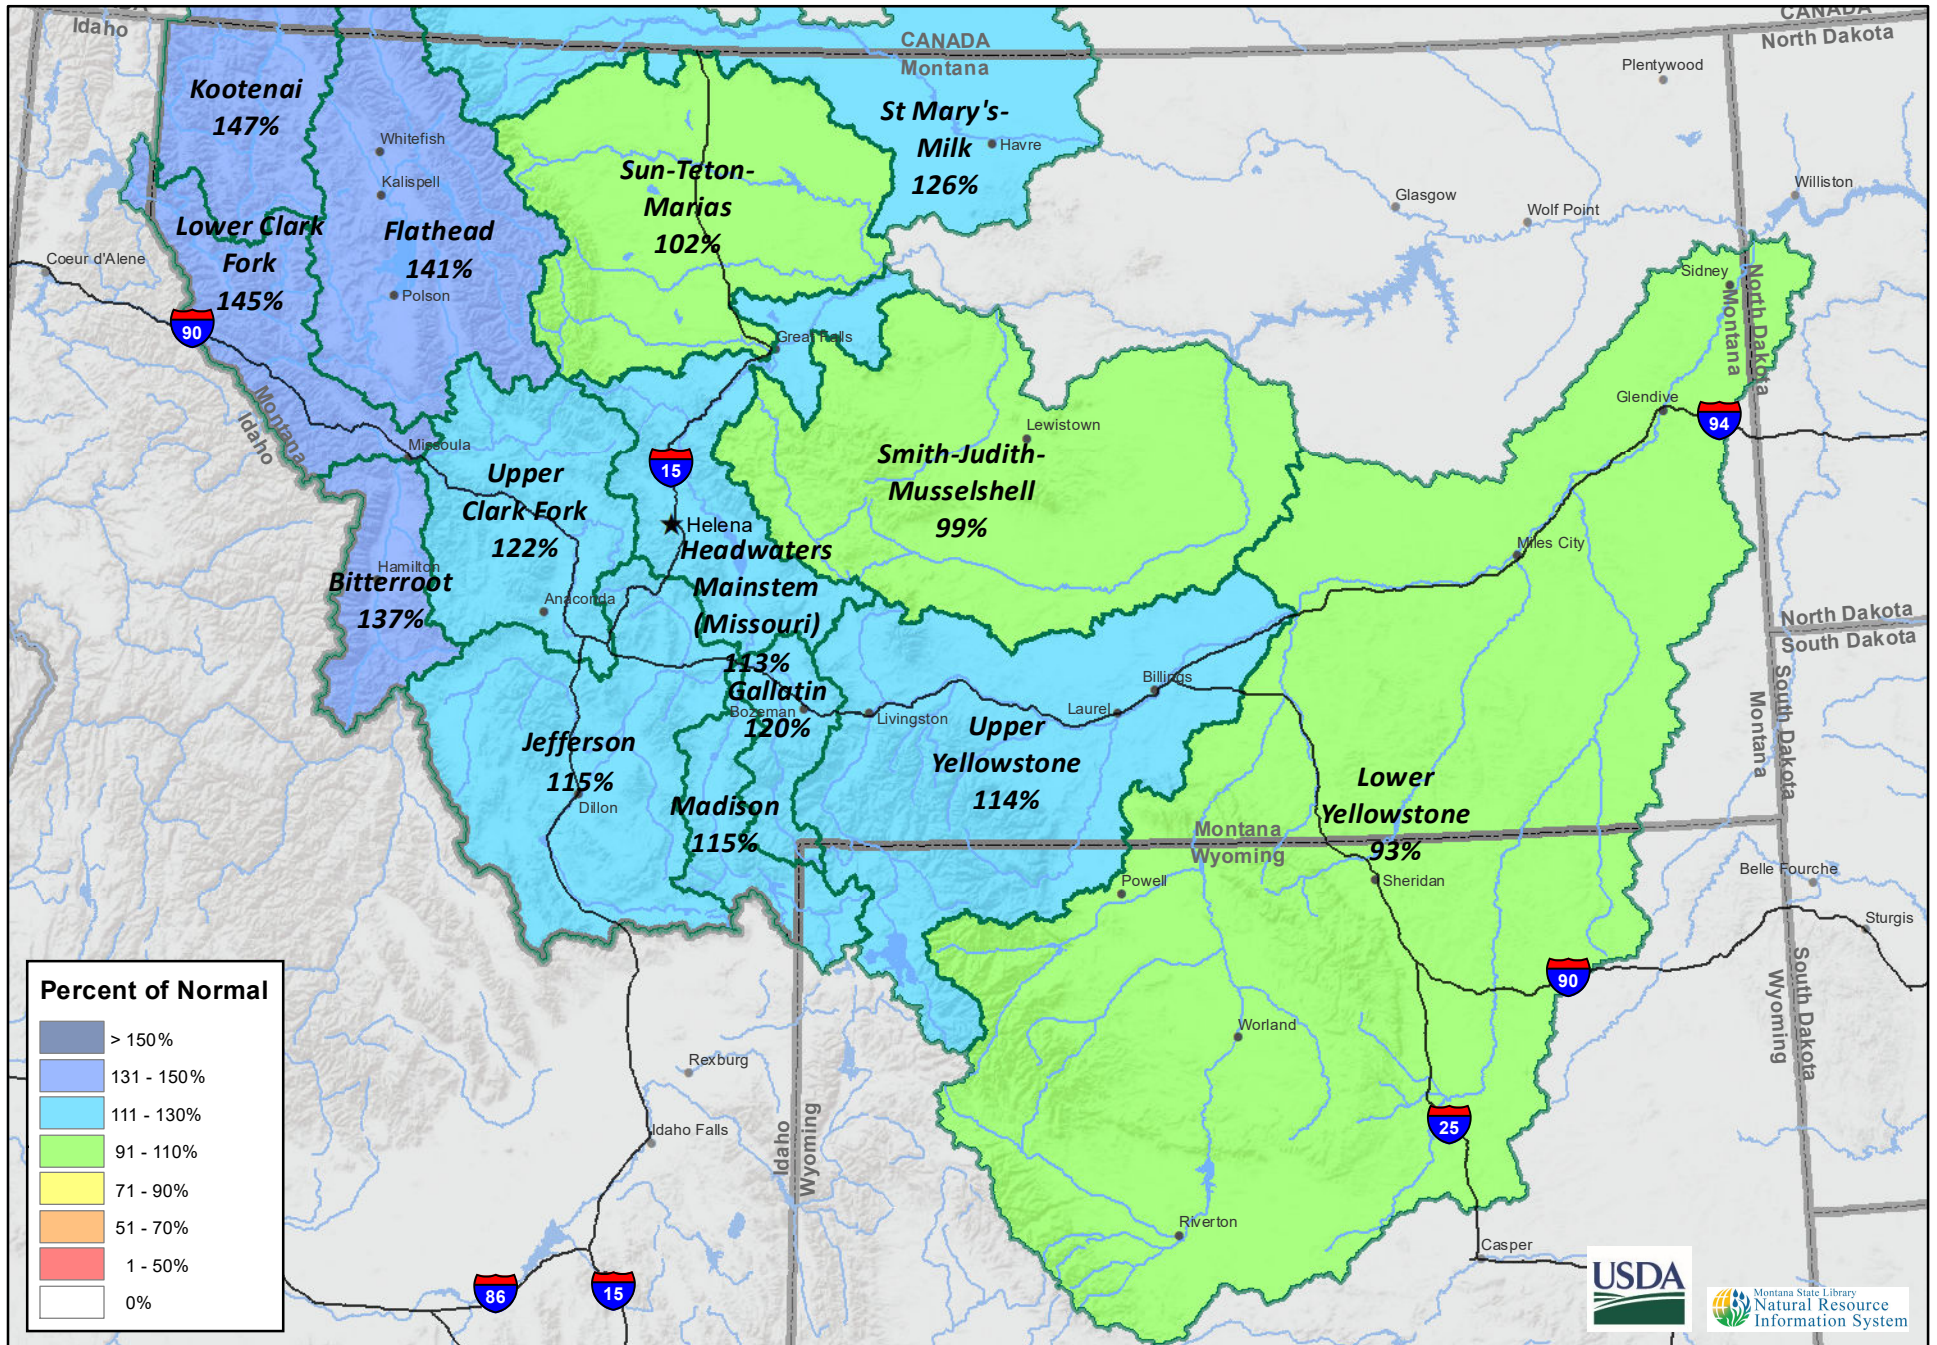 CANADA
Idaho
CANADA
Montana
CANADA
North Dakota
Plentywood
Kootenai
147%
Whitefish
Kalispell
St Mary's-
Milk
126%
Havre
Sun-Teton-
Marias
102%
Glasgow
Wolf Point
Williston
Lower Clark
Fork
145%
Flathead
141%
Polson
Coeur d'Alene
90
Sidney
North Dakota
Montana
Great Falls
Glendive
94
Montana
Idaho
Missoula
Lewistown
15
Upper
Clark Fork
122%
Smith-Judith-
Musselshell
99%
Helena
Headwaters
Mainstem
(Missouri)
113%
Miles City
Hamilton
Bitterroot
137%
Anaconda
North Dakota
South Dakota
Gallatin
Bozeman
120%
Livingston
Billings
Laurel
South Dakota
Montana
Jefferson
115%
Dillon
Upper
Yellowstone
114%
Madison
115%
Lower
Yellowstone
93%
Montana
Wyoming
Powell
Sheridan
Belle Fourche
Sturgis
90
South Dakota
Wyoming
Worland
Rexburg
Idaho Falls
Idaho
Wyoming
25
Riverton
Casper
86
15
Percent of Normal
> 150%
131 - 150%
111 - 130%
91 - 110%
71 - 90%
51 - 70%
1 - 50%
0%
USDA
Montana State Library
Natural Resource
Information System